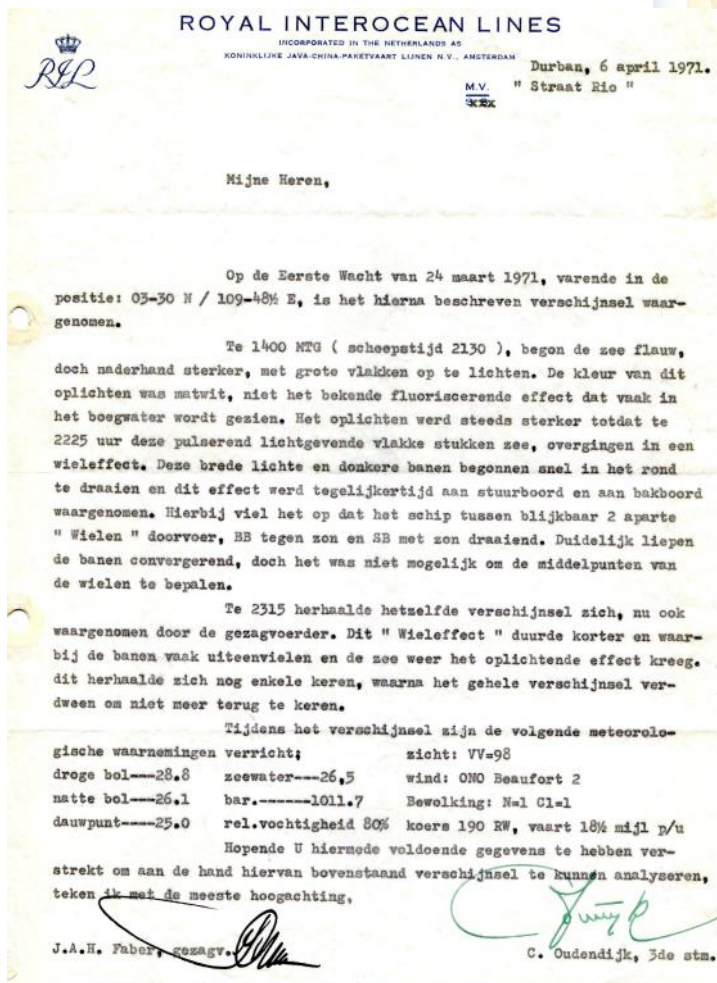 ROYAL INTEROCEAN LINES
INCORPORATED IN THE NETHERLANDS AS
KONINKLIJKE JAVA-CHINA-PAKETVAART LIJNEN N.V., AMSTERDAM
RIL
Durban, 6 april 1971.
M.V. " Straat Rio "
Mijne Heren,
Op de Eerste Wacht van 24 maart 1971, varende in de
positie: 03-30 N / 109-48½ E, is het hierna beschreven verschijnsel waar-
genomen.
Te 1400 MTG ( scheepstijd 2130 ), begon de zee flauw,
doch naderhand sterker, met grote vlakken op te lichten. De kleur van dit
oplichten was matwit, niet het bekende fluoriscerende effect dat vaak in
het boegwater wordt gezien. Het oplichten werd steeds sterker totdat te
2225 uur deze pulserend lichtgevende vlakke stukken zee, overgingen in een
wieleffect. Deze brede lichte en donkere banen begonnen snel in het rond
te draaien en dit effect werd tegelijkertijd aan stuurboord en aan bakboord
waargenomen. Hierbij viel het op dat het schip tussen blijkbaar 2 aparte
" Wielen " doorvoer, BB tegen zon en SB met zon draaiend. Duidelijk liepen
de banen convergerend, doch het was niet mogelijk om de middelpunten van
de wielen te bepalen.
Te 2315 herhaalde hetzelfde verschijnsel zich, nu ook
waargenomen door de gezagvoerder. Dit " Wieleffect " duurde korter en waar-
bij de banen vaak uiteenvielen en de zee weer het oplichtende effect kreeg.
dit herhaalde zich nog enkele keren, waarna het gehele verschijnsel ver-
dween om niet meer terug te keren.
Tijdens het verschijnsel zijn de volgende meteorolo-
gische waarnemingen verricht; zicht: VV=98
droge bol---28.8 zeewater---26,5 wind: ONO Beaufort 2
natte bol---26.1 bar.------1011.7 Bewolking: N=1 Cl=1
dauwpunt----25.0 rel.vochtigheid 80% koers 190 RW, vaart 18½ mijl p/u
Hopende U hiermede voldoende gegevens te hebben ver-
strekt om aan de hand hiervan bovenstaand verschijnsel te kunnen analyseren,
teken ik met de meeste hoogachting,
J.A.H. Faber, gezagv.
C. Oudendijk, 3de stm.